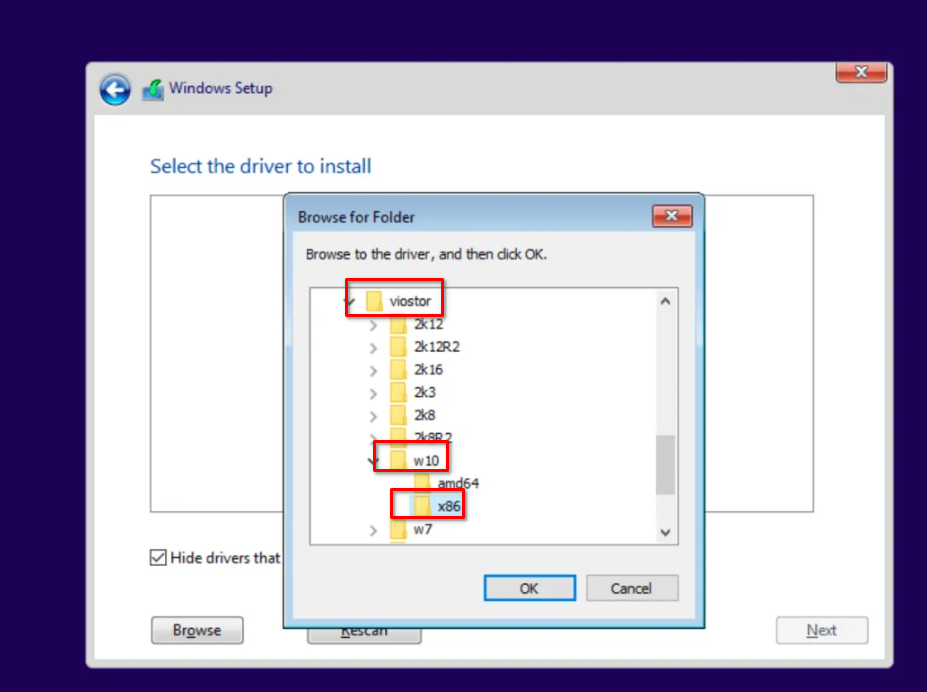 Windows Setup
Select the driver to install
Browse for Folder
Browse to the driver, and then click OK.
viostor
2k12
2k12R2
2k16
2k3
2k8
2k8R2
w10
amd64
x86
w7
Hide drivers that
OK
Cancel
Browse
Rescan
Next